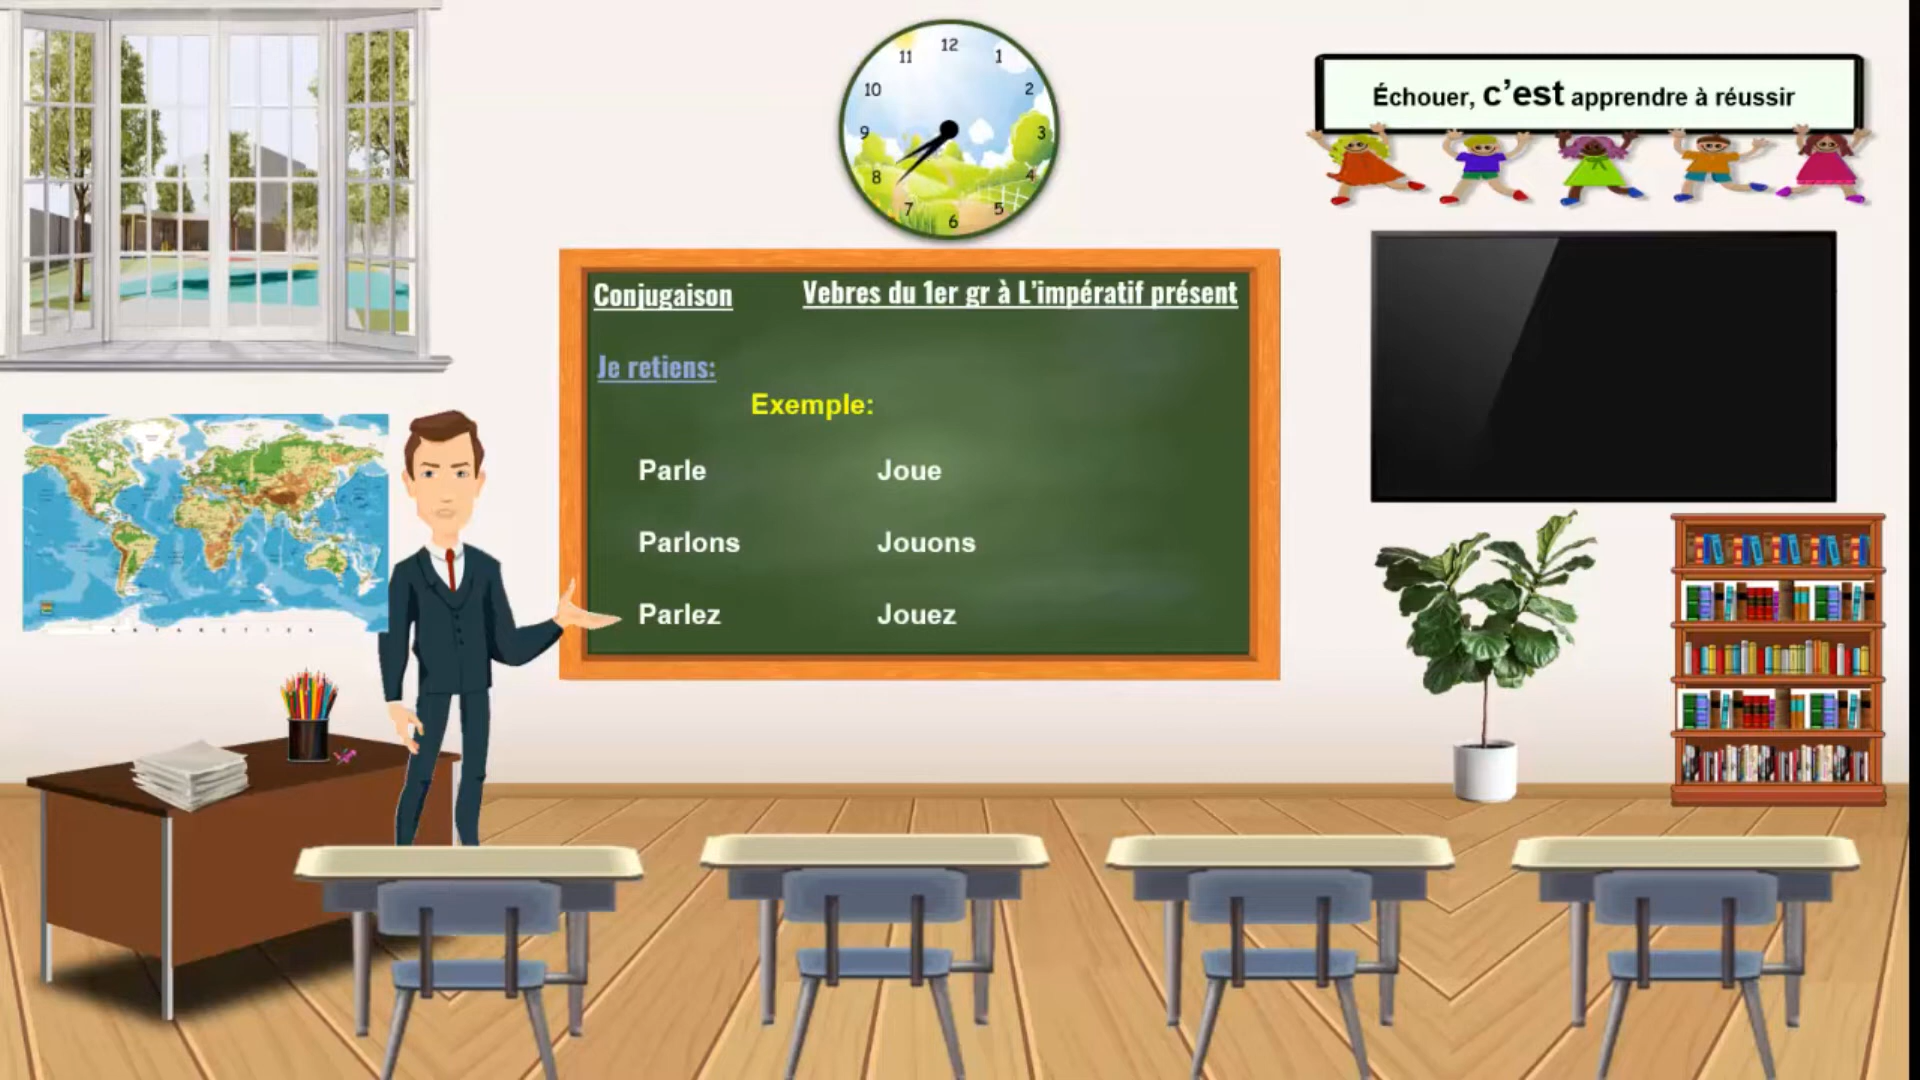 12
11
1
10
2
9
3
8
4
7
5
6
Échouer, c’est apprendre à réussir
Conjugaison
Vebres du 1er gr à L’impératif présent
Je retiens:
Exemple:
Parle
Joue
Parlons
Jouons
Parlez
Jouez